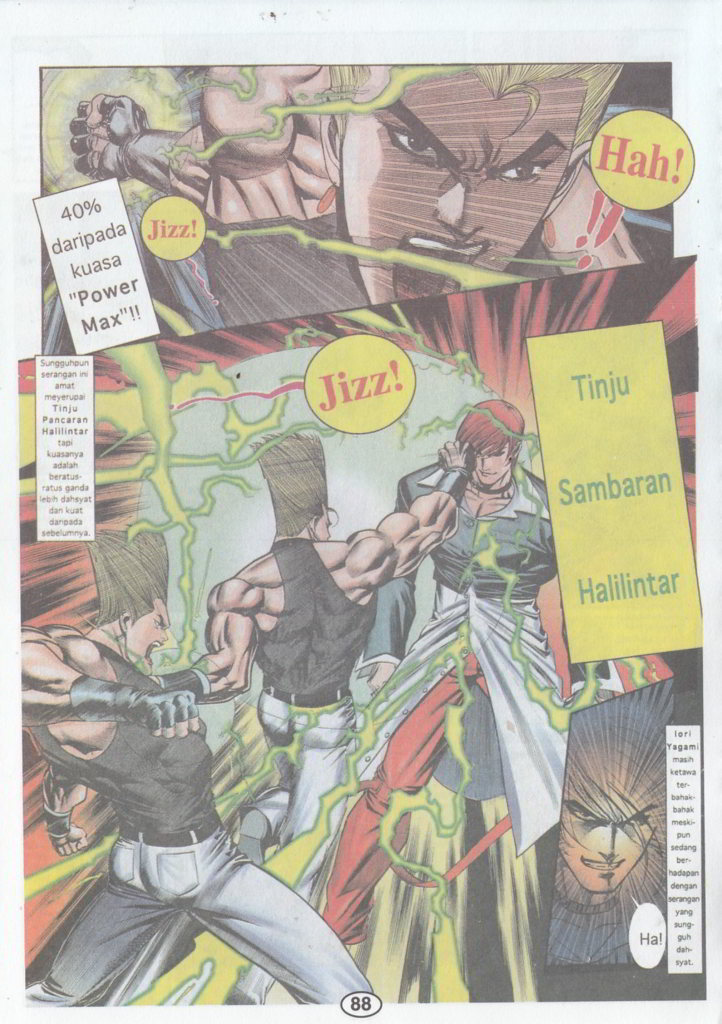 Hah!
!!
40%
daripada
kuasa
"Power
Max"!!
Jizz!
Sungguhpun
serangan ini
amat
meyerupai
Tinju
Pancaran
Halilintar
tapi
kuasanya
adalah
beratus-
ratus ganda
lebih dahsyat
dan kuat
daripada
sebelumnya.
Jizz!
Tinju
Sambaran
Halilintar
Iori
Yagami
masih
ketawa
ter-
bahak-
bahak
meski-
pun
sedang
ber-
hadapan
dengan
serangan
yang
sung-
guh
dah-
syat.
Ha!
88